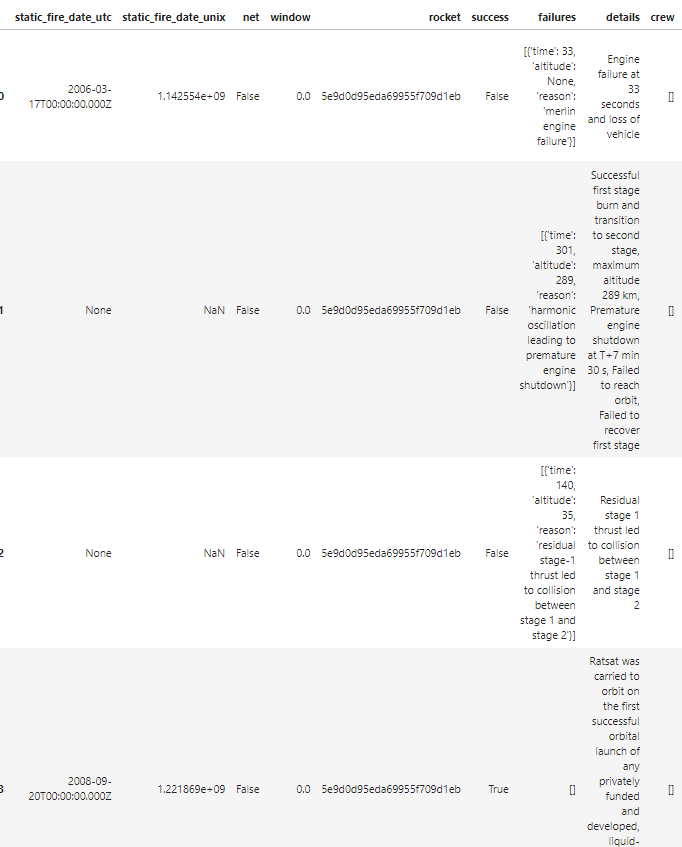 static_fire_date_utc static_fire_date_unix net window rocket success failures details crew
0
2006-03-
17T00:00:00.000Z
1.142554e+09 False 0.0 5e9d0d95eda69955f709d1eb False
[{'time': 33,
'altitude':
None,
'reason':
'merlin
engine
failure'}]
Engine
failure at
33
seconds
and loss of
vehicle
[]
1
None NaN False 0.0 5e9d0d95eda69955f709d1eb False
[{'time':
301,
'altitude':
289,
'reason':
'harmonic
oscillation
leading to
premature
engine
shutdown'}]
Successful
first stage
burn and
transition
to second
stage,
maximum
altitude
289 km,
Premature
engine
shutdown
at T+7 min
30 s, Failed
to reach
orbit,
Failed to
recover
first stage
[]
2
None NaN False 0.0 5e9d0d95eda69955f709d1eb False
[{'time':
140,
'altitude':
35,
'reason':
'residual
stage-1
thrust led
to collision
between
stage 1 and
stage 2'}]
Residual
stage 1
thrust led
to collision
between
stage 1
and stage
2
[]
3
2008-09-
20T00:00:00.000Z
1.221869e+09 False 0.0 5e9d0d95eda69955f709d1eb True
[]
Ratsat was
carried to
orbit on
the first
successful
orbital
launch of
any
privately
funded
and
developed,
liquid-
[]